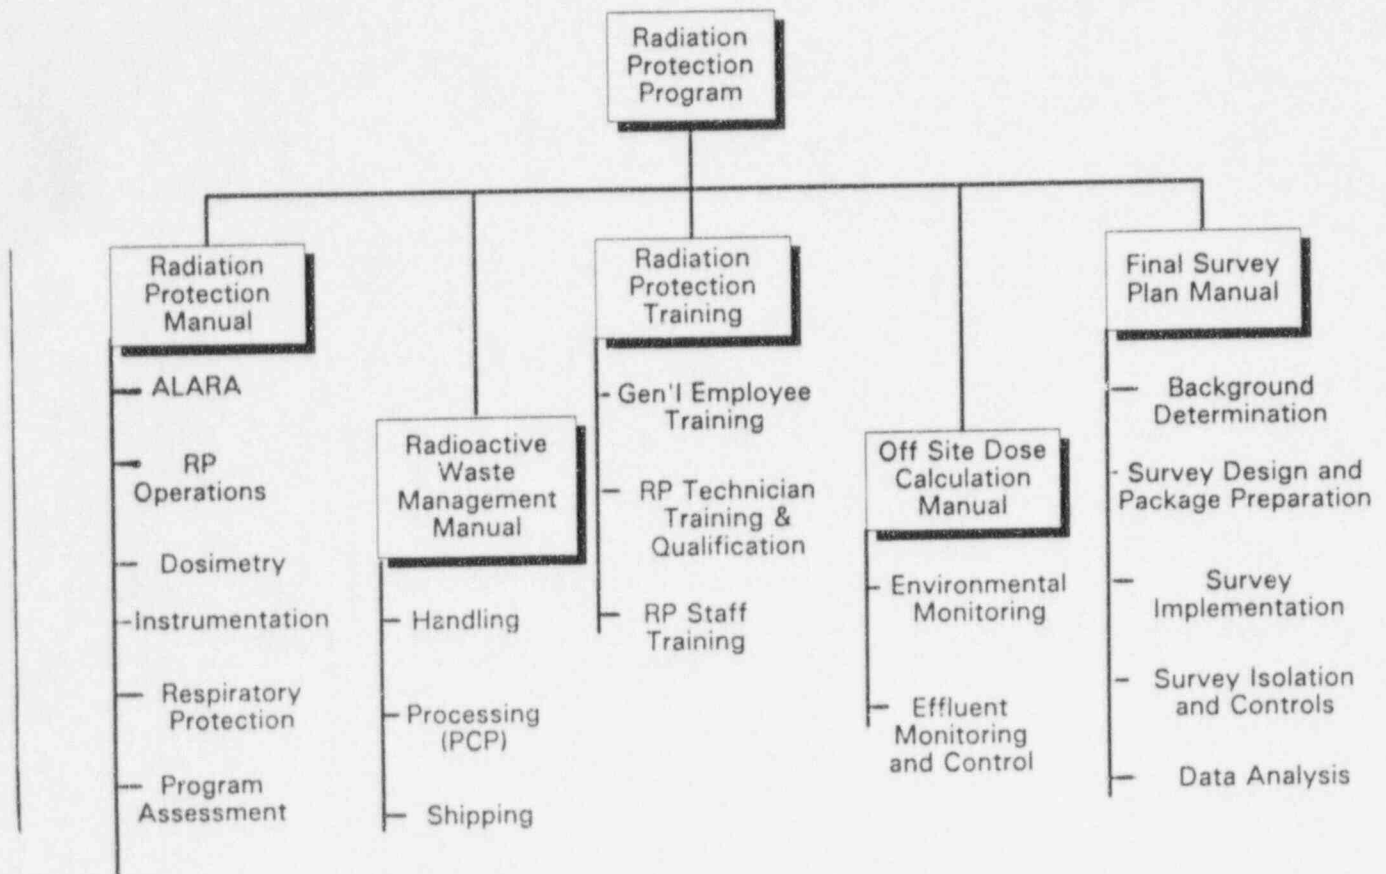 Radiation
Protection
Program
Radiation
Protection
Manual
ALARA
RP
Operations
Dosimetry
Instrumentation
Respiratory
Protection
Program
Assessment
Radioactive
Waste
Management
Manual
Handling
Processing
(PCP)
Shipping
Radiation
Protection
Training
Gen'l Employee
Training
RP Technician
Training &
Qualification
RP Staff
Training
Off Site Dose
Calculation
Manual
Environmental
Monitoring
Effluent
Monitoring
and Control
Final Survey
Plan Manual
Background
Determination
Survey Design and
Package Preparation
Survey
Implementation
Survey Isolation
and Controls
Data Analysis